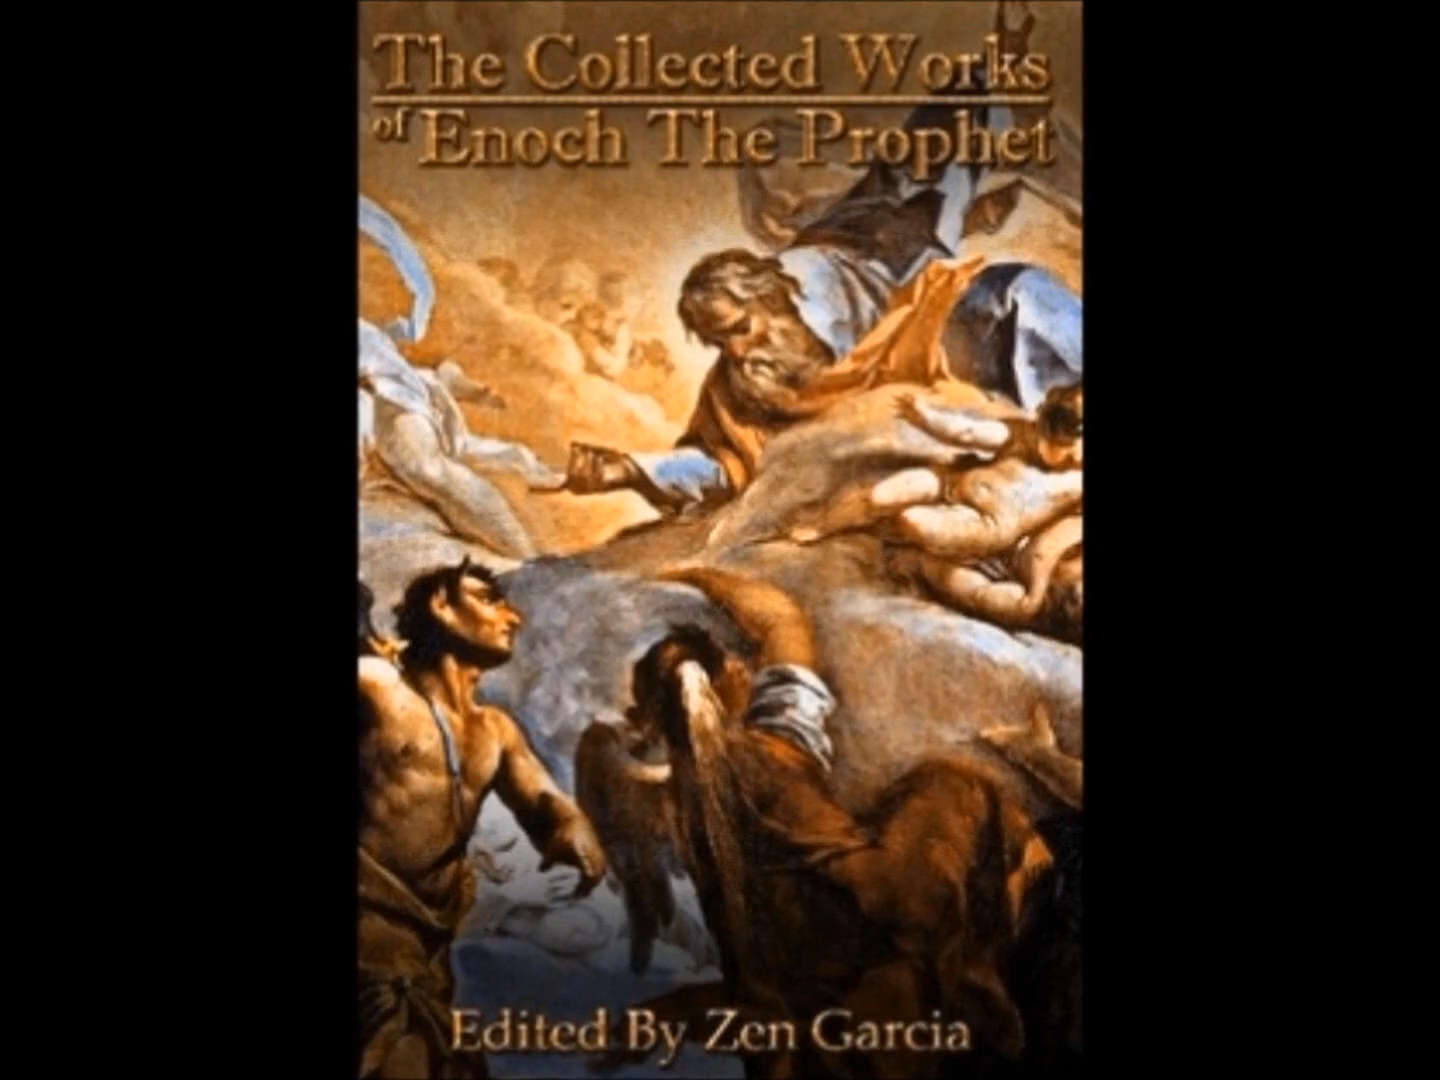 The Collected Works
of Enoch The Prophet
Edited By Zen Garcia